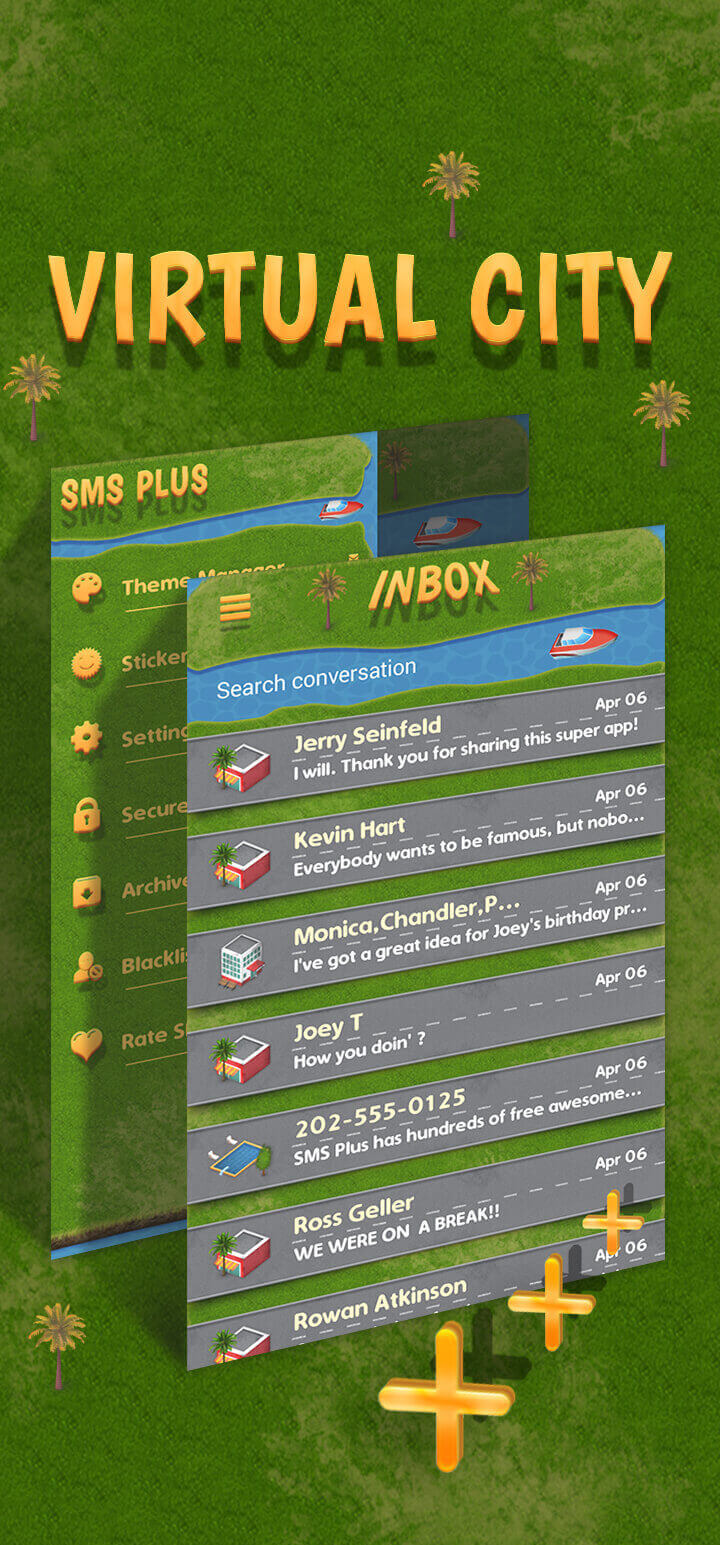 VIRTUAL CITY
SMS PLUS
Theme Manager
Sticker
Setting
Secure
Archive
Blacklis
Rate S
INBOX
Search conversation
Apr 06
Jerry Seinfeld
I will. Thank you for sharing this super app!
Apr 06
Kevin Hart
Everybody wants to be famous, but nobo...
Apr 06
Monica,Chandler,P...
I've got a great idea for Joey's birthday pr...
Apr 06
Joey T
How you doin' ?
Apr 06
202-555-0125
SMS Plus has hundreds of free awesome...
Apr 06
Ross Geller
WE WERE ON A BREAK!!
Apr 06
Rowan Atkinson